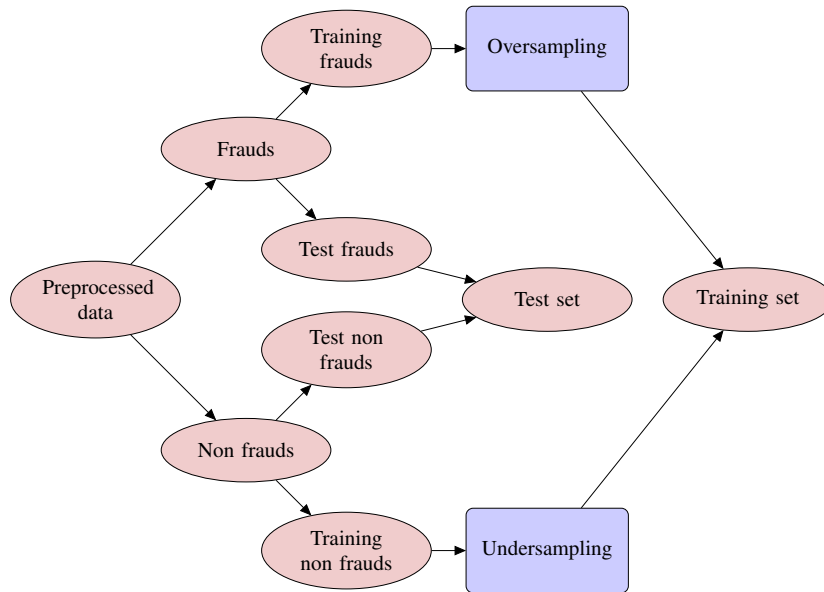 Training
frauds
Oversampling
Frauds
Test frauds
Preprocessed
data
Test set
Training set
Test non
frauds
Non frauds
Training
non frauds
Undersampling